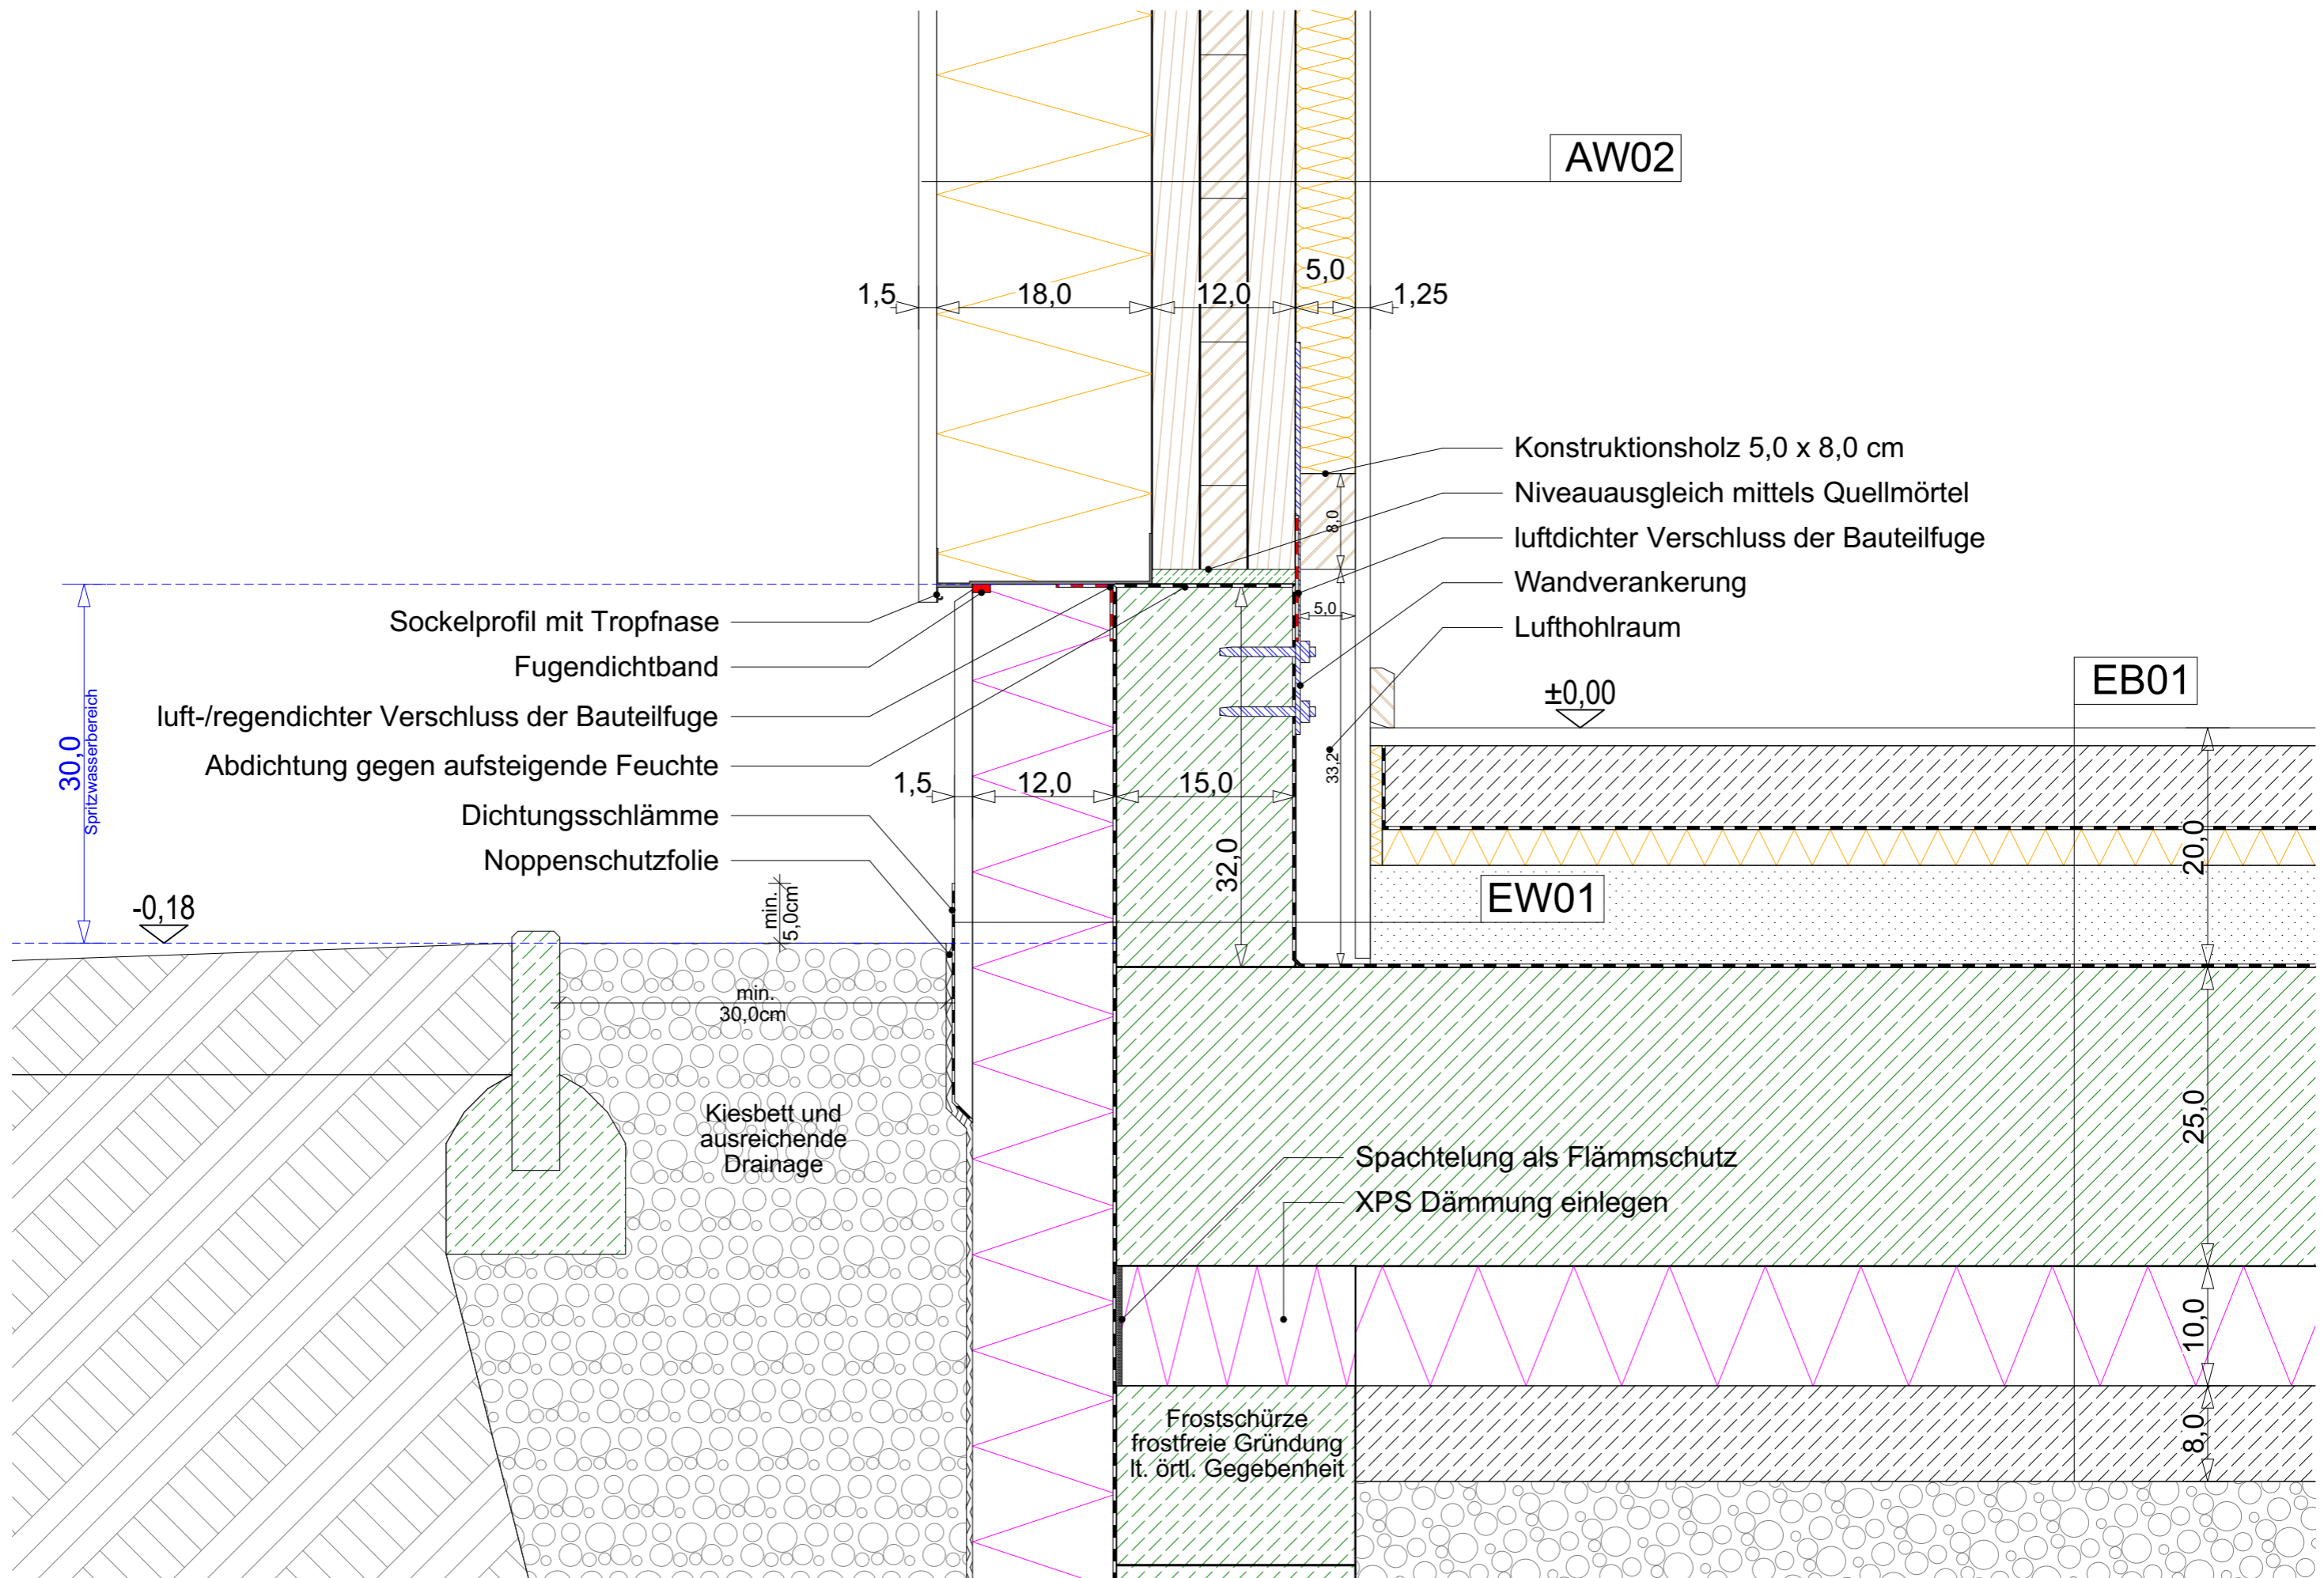 AW02
5,0
1,5
18,0
12,0
1,25
Konstruktionsholz 5,0 x 8,0 cm
Niveauausgleich mittels Quellmörtel
luftdichter Verschluss der Bauteilfuge
Wandverankerung
Lufthohlraum
8,0
5,0
33,2
Sockelprofil mit Tropfnase
Fugendichtband
luft-/regendichter Verschluss der Bauteilfuge
Abdichtung gegen aufsteigende Feuchte
Dichtungsschlämme
Noppenschutzfolie
30,0
Spritzwasserbereich
±0,00
EB01
1,5
12,0
15,0
32,0
20,0
EW01
-0,18
min.
5,0cm
min.
30,0cm
Kiesbett und
ausreichende
Drainage
25,0
Spachtelung als Flämmschutz
XPS Dämmung einlegen
10,0
8,0
Frostschürze
frostfreie Gründung
lt. örtl. Gegebenheit